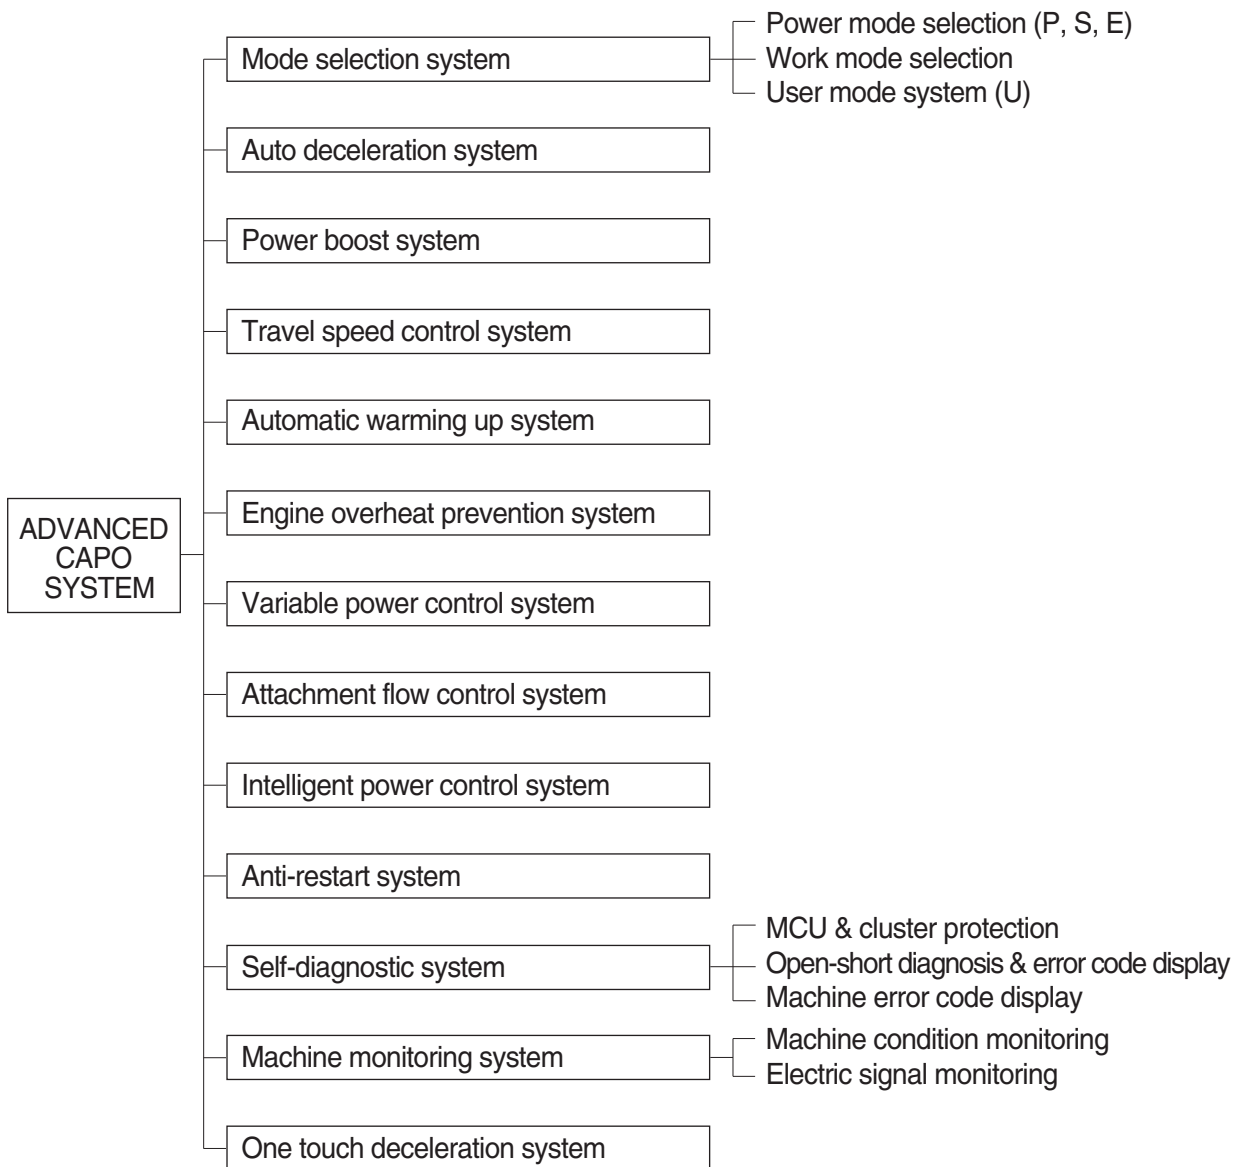 Power mode selection (P, S, E)
Mode selection system
Work mode selection
User mode system (U)
Auto deceleration system
Power boost system
Travel speed control system
Automatic warming up system
Engine overheat prevention system
ADVANCED
CAPO
SYSTEM
Variable power control system
Attachment flow control system
Intelligent power control system
Anti-restart system
MCU & cluster protection
Self-diagnostic system
Open-short diagnosis & error code display
Machine error code display
Machine condition monitoring
Machine monitoring system
Electric signal monitoring
One touch deceleration system